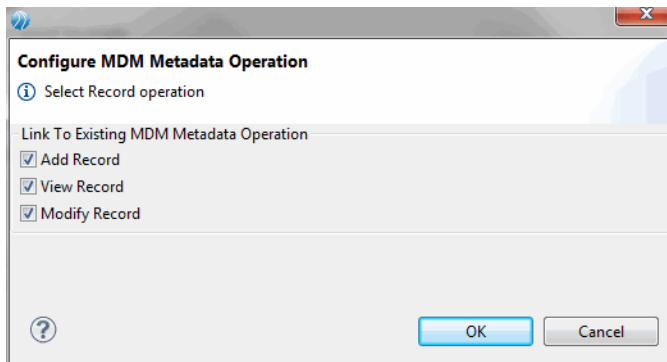 Configure MDM Metadata Operation
Select Record operation
Link To Existing MDM Metadata Operation
Add Record
View Record
Modify Record
OK
Cancel